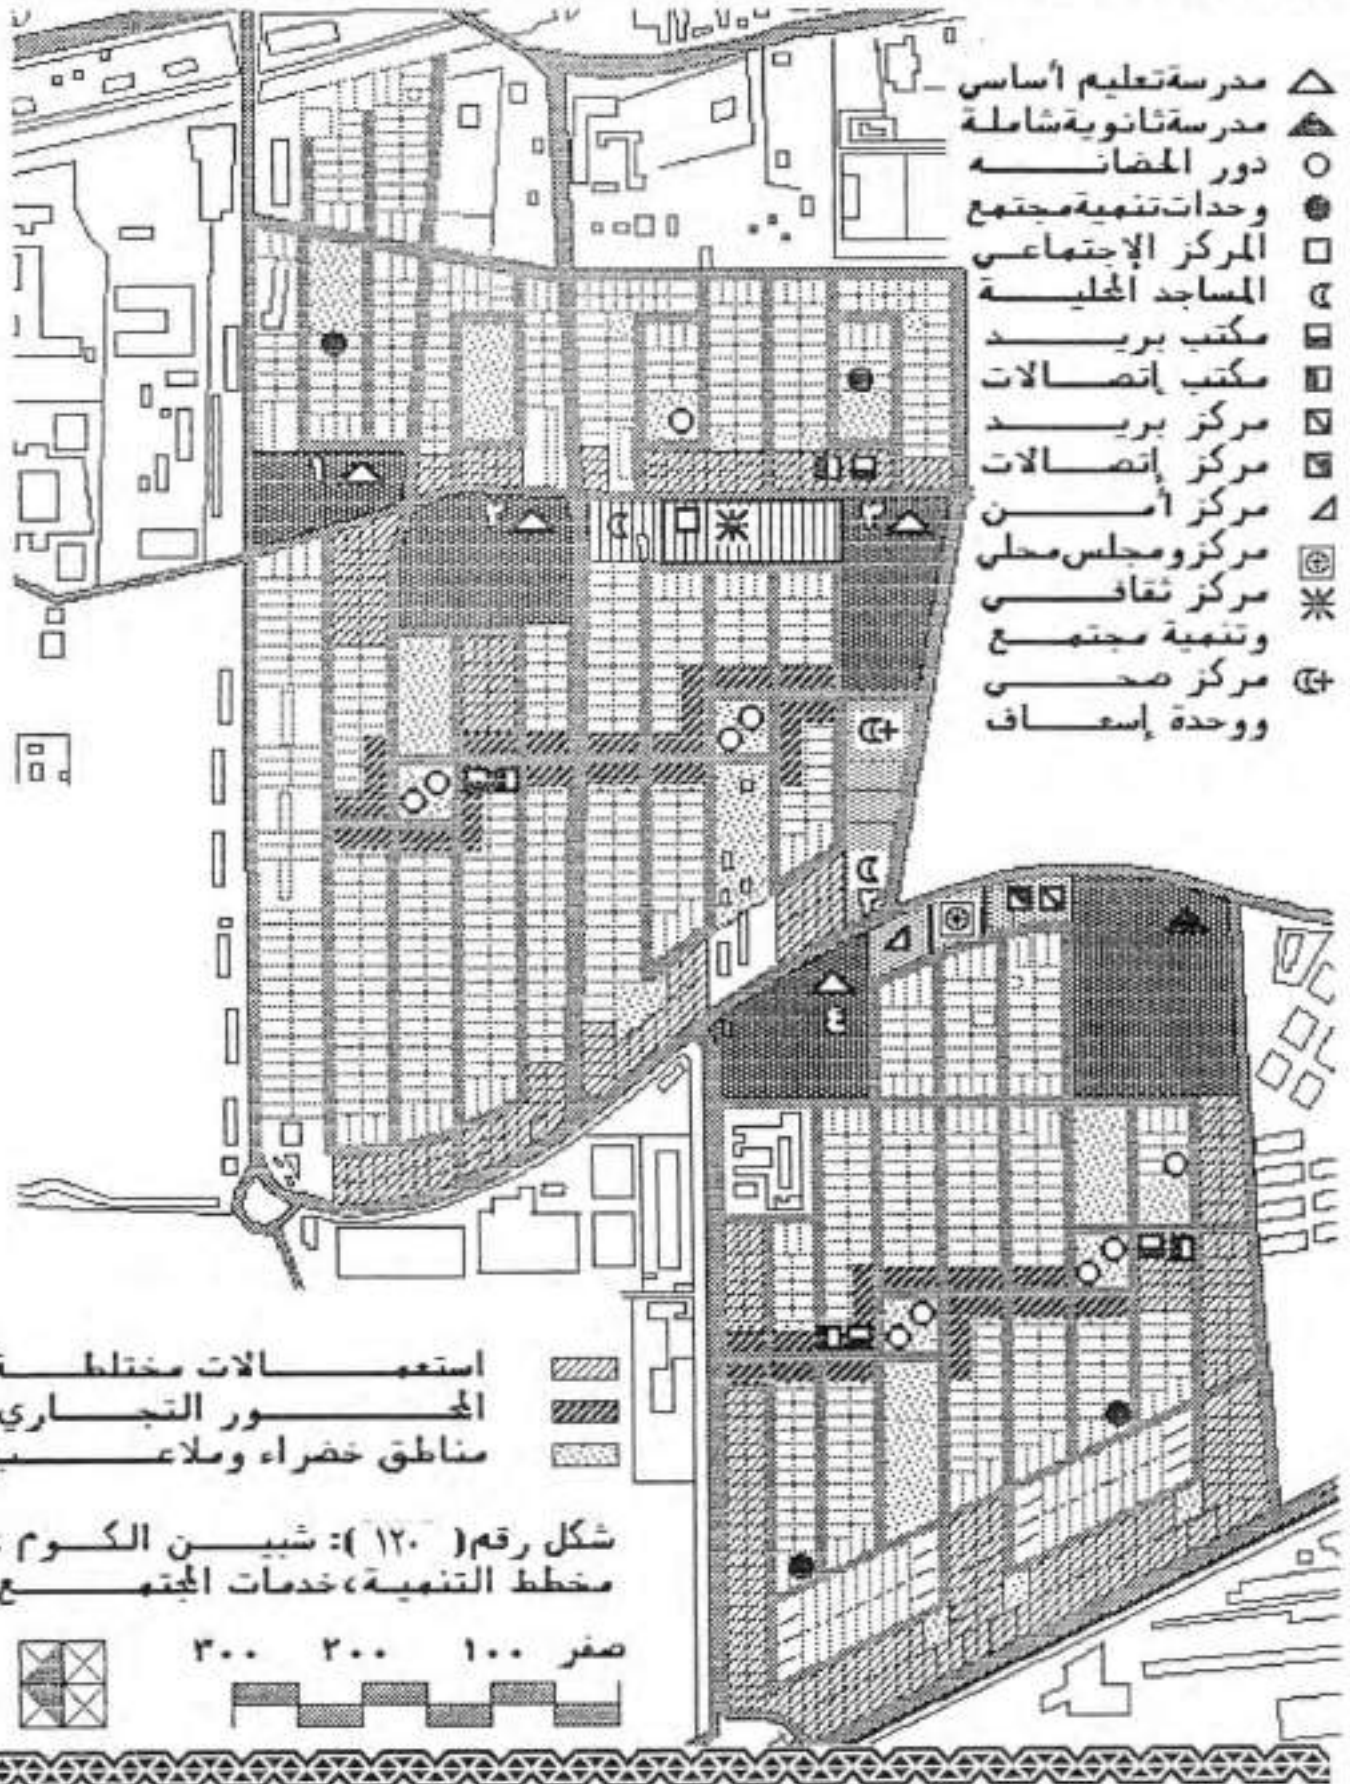 مدرسة تعليم أساسي
مدرسة ثانوية شاملة
دور الحضانه
وحدات تنمية مجتمع
المركز الإجتماعي
المساجد المحلية
مكتب بريد
مكتب إتصالات
مركز بريد
مركز إتصالات
مركز أمن
مركز ومجلس محلي
مركز ثقافي
وتنمية مجتمع
مركز صحي
ووحدة إسعاف
١
٢
٣
١
٢
٤
استعمالات مختلطة
المحور التجاري
مناطق خضراء وملاعب
شكل رقم( ١٢٠ ): شبين الكوم
مخطط التنمية، خدمات المجتمع
صفر ١٠٠ ٢٠٠ ٣٠٠